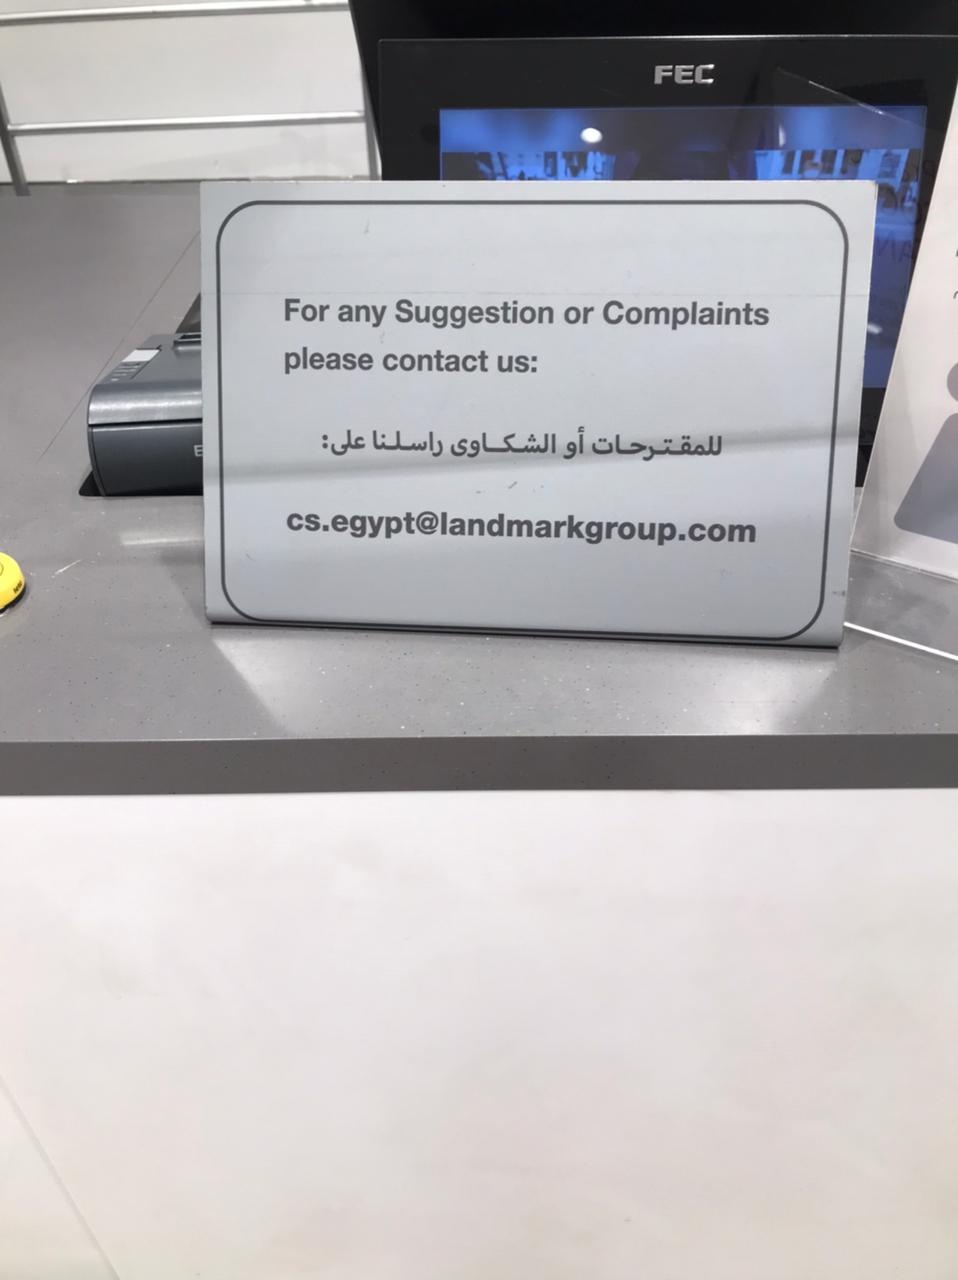 FEC
For any Suggestion or Complaints
please contact us:
للمقترحات أو الشكاوى راسلنا على:
cs.egypt@landmarkgroup.com